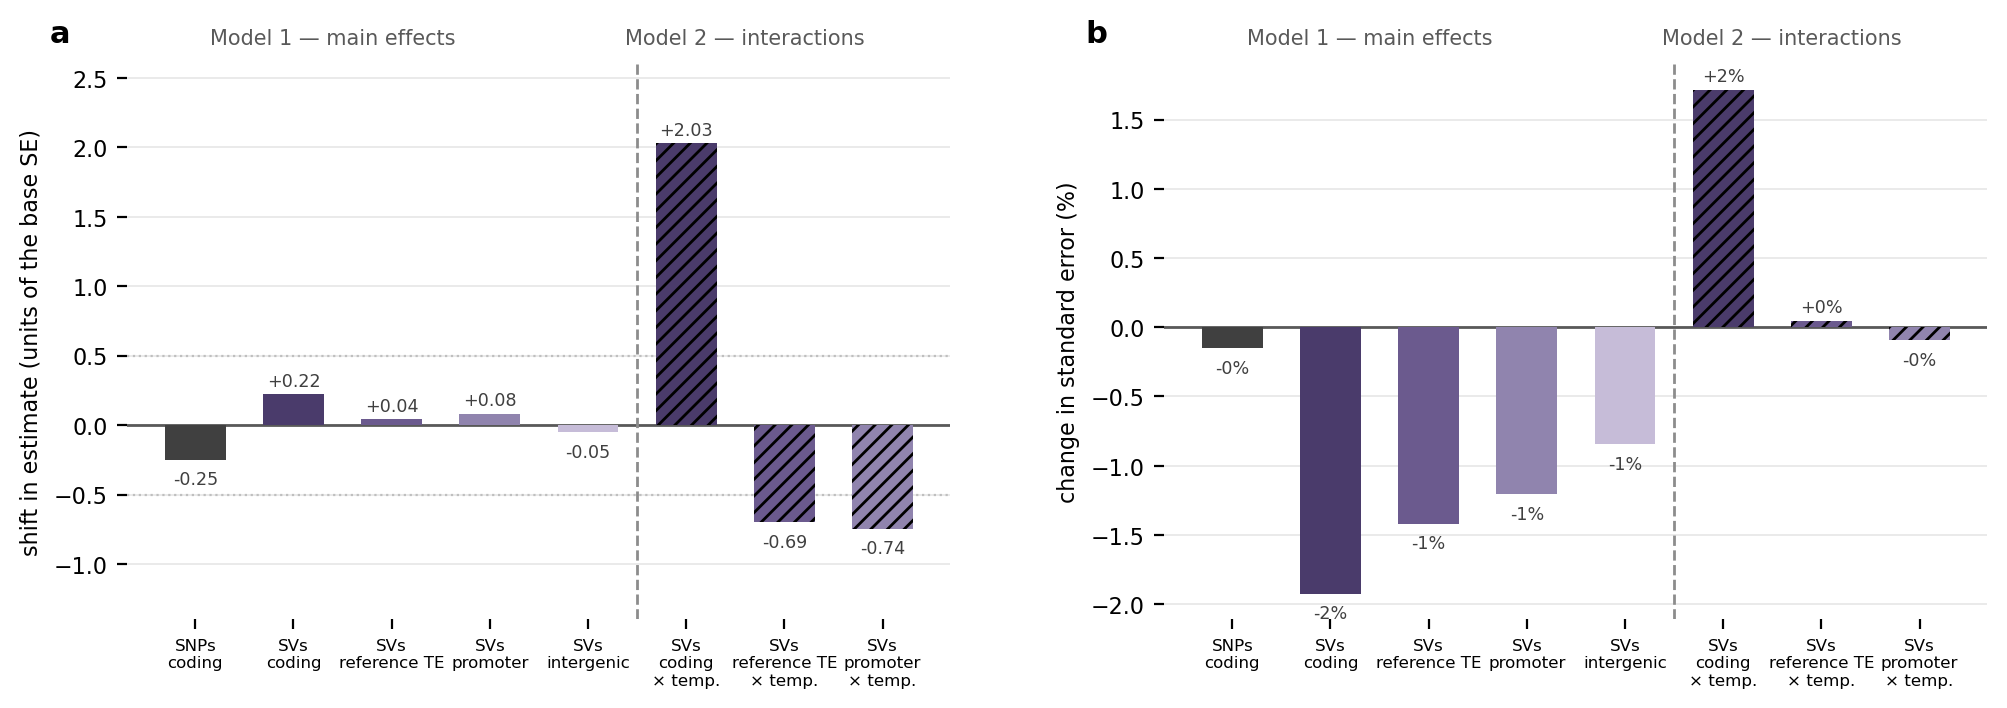 a
Model 1 — main effects
Model 2 — interactions
shift in estimate (units of the base SE)
2.5
2.0
1.5
1.0
0.5
0.0
−0.5
−1.0
-0.25
+0.22
+0.04
+0.08
-0.05
+2.03
-0.69
-0.74
SNPs
coding
SVs
coding
SVs
reference TE
SVs
promoter
SVs
intergenic
SVs
coding
× temp.
SVs
reference TE
× temp.
SVs
promoter
× temp.
b
Model 1 — main effects
Model 2 — interactions
change in standard error (%)
1.5
1.0
0.5
0.0
−0.5
−1.0
−1.5
−2.0
-0%
-2%
-1%
-1%
-1%
+2%
+0%
-0%
SNPs
coding
SVs
coding
SVs
reference TE
SVs
promoter
SVs
intergenic
SVs
coding
× temp.
SVs
reference TE
× temp.
SVs
promoter
× temp.